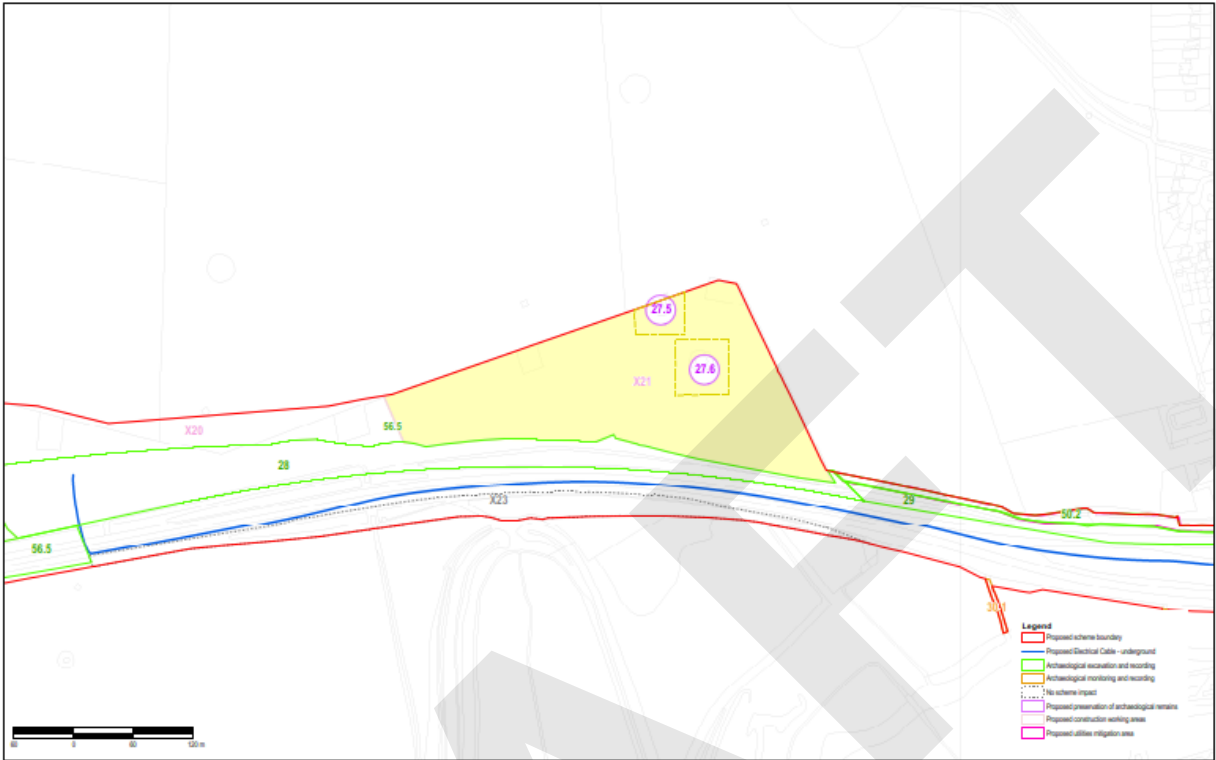 27.5
27.6
X21
X20
56.5
28
X23
29
50.2
56.5
Legend
Proposed scheme boundary
Proposed Electrical Cable - underground
Archaeological excavation and recording
Archaeological monitoring and recording
No scheme impact
Proposed preservation of archaeological remains
Proposed construction working areas
Proposed utilities mitigation area
60 0 60 120 m